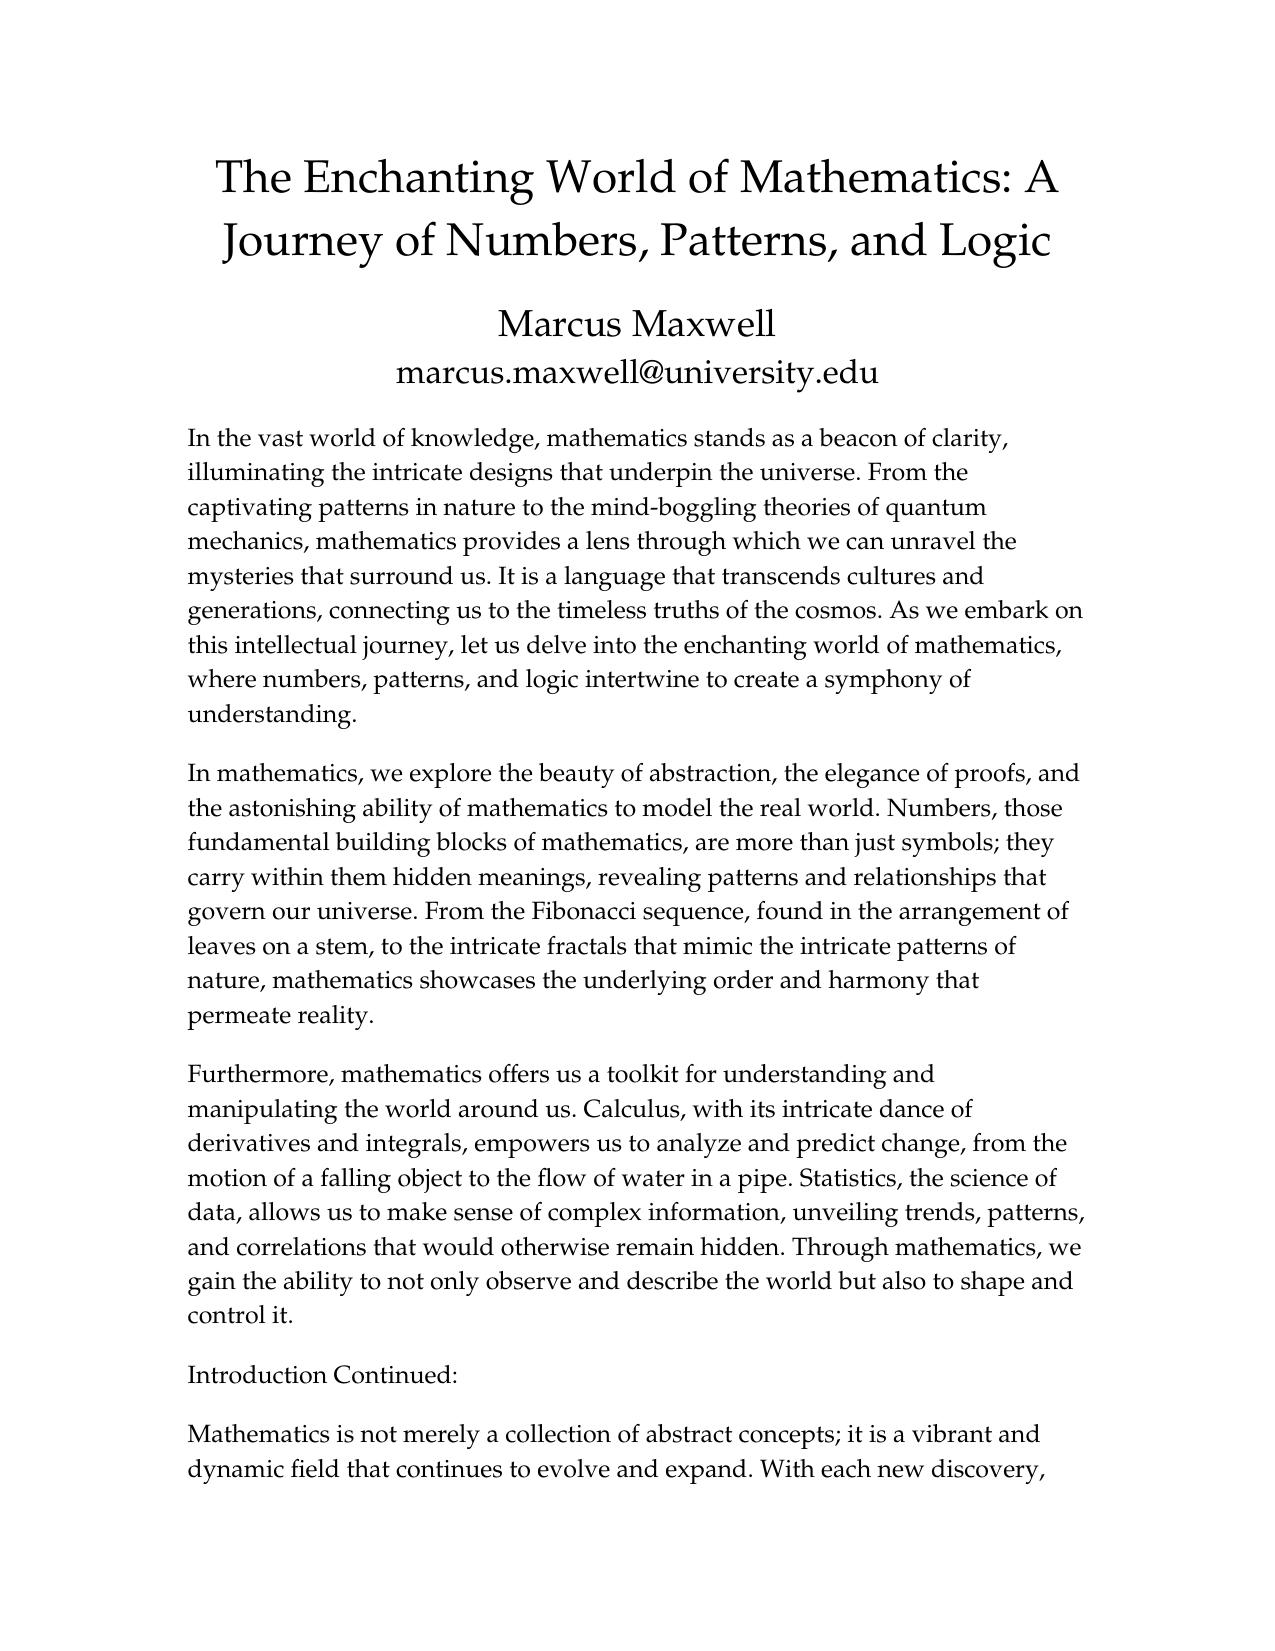 The Enchanting World of Mathematics: A
Journey of Numbers, Patterns, and Logic
Marcus Maxwell
marcus.maxwell@university.edu
In the vast world of knowledge, mathematics stands as a beacon of clarity,
illuminating the intricate designs that underpin the universe. From the
captivating patterns in nature to the mind-boggling theories of quantum
mechanics, mathematics provides a lens through which we can unravel the
mysteries that surround us. It is a language that transcends cultures and
generations, connecting us to the timeless truths of the cosmos. As we embark on
this intellectual journey, let us delve into the enchanting world of mathematics,
where numbers, patterns, and logic intertwine to create a symphony of
understanding.
In mathematics, we explore the beauty of abstraction, the elegance of proofs, and
the astonishing ability of mathematics to model the real world. Numbers, those
fundamental building blocks of mathematics, are more than just symbols; they
carry within them hidden meanings, revealing patterns and relationships that
govern our universe. From the Fibonacci sequence, found in the arrangement of
leaves on a stem, to the intricate fractals that mimic the intricate patterns of
nature, mathematics showcases the underlying order and harmony that
permeate reality.
Furthermore, mathematics offers us a toolkit for understanding and
manipulating the world around us. Calculus, with its intricate dance of
derivatives and integrals, empowers us to analyze and predict change, from the
motion of a falling object to the flow of water in a pipe. Statistics, the science of
data, allows us to make sense of complex information, unveiling trends, patterns,
and correlations that would otherwise remain hidden. Through mathematics, we
gain the ability to not only observe and describe the world but also to shape and
control it.
Introduction Continued:
Mathematics is not merely a collection of abstract concepts; it is a vibrant and
dynamic field that continues to evolve and expand. With each new discovery,